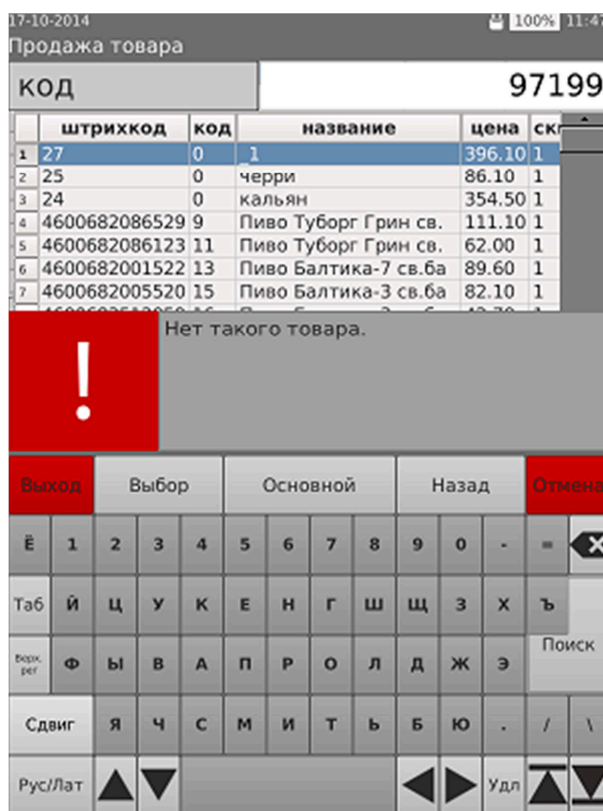 17-10-2014 100% 11:47
Продажа товара
код 97199
штрихкод код название цена
1 27 0 _1 396.10 1
2 25 0 черри 86.10 1
3 24 0 кальян 354.50 1
4 4600682086529 9 Пиво Туборг Грин св. 111.10 1
5 4600682086123 11 Пиво Туборг Грин св. 62.00 1
6 4600682001522 13 Пиво Балтика-7 св.ба 89.60 1
7 4600682005520 15 Пиво Балтика-3 св.ба 82.10 1
! Нет такого товара.
Выход Выбор Основной Назад Отмена
Ё 1 2 3 4 5 6 7 8 9 0 - =
Таб Й Ц У К Е Н Г Ш Щ З Х Ъ
Верх. рег Ф Ы В А П Р О Л Д Ж Э Поиск
Сдвиг Я Ч С М И Т Ь Б Ю . / \
Рус/Лат Удл